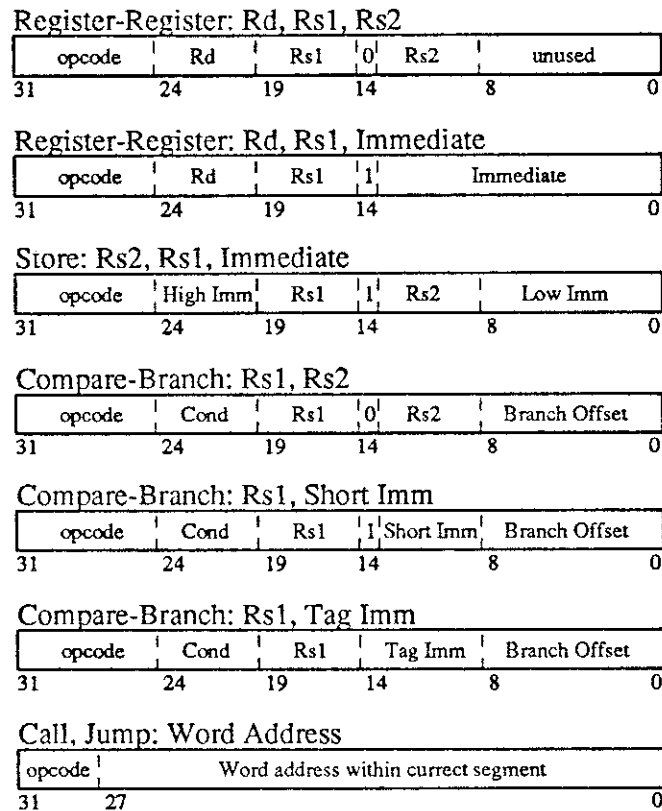 Register-Register: Rd, Rs1, Rs2
opcode Rd Rs1 0 Rs2 unused
31 24 19 14 8 0
Register-Register: Rd, Rs1, Immediate
opcode Rd Rs1 1 Immediate
31 24 19 14 0
Store: Rs2, Rs1, Immediate
opcode High Imm Rs1 1 Rs2 Low Imm
31 24 19 14 8 0
Compare-Branch: Rs1, Rs2
opcode Cond Rs1 0 Rs2 Branch Offset
31 24 19 14 8 0
Compare-Branch: Rs1, Short Imm
opcode Cond Rs1 1 Short Imm Branch Offset
31 24 19 14 8 0
Compare-Branch: Rs1, Tag Imm
opcode Cond Rs1 Tag Imm Branch Offset
31 24 19 14 8 0
Call, Jump: Word Address
opcode Word address within currect segment
31 27 0